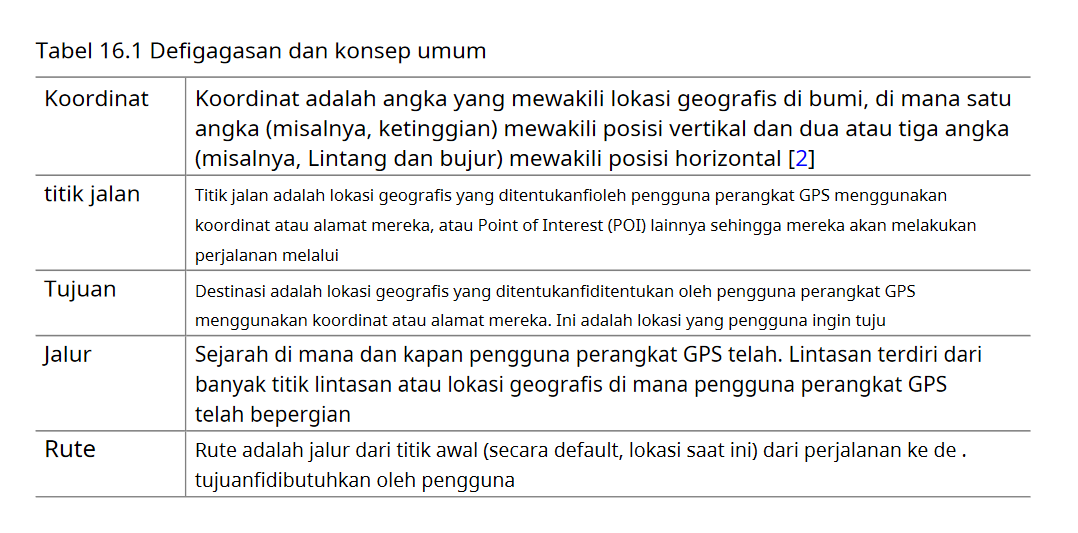 Tabel 16.1 Defigagasan dan konsep umum
Koordinat
Koordinat adalah angka yang mewakili lokasi geografis di bumi, di mana satu
angka (misalnya, ketinggian) mewakili posisi vertikal dan dua atau tiga angka
(misalnya, Lintang dan bujur) mewakili posisi horizontal [2]
titik jalan
Titik jalan adalah lokasi geografis yang ditentukanfioleh pengguna perangkat GPS menggunakan
koordinat atau alamat mereka, atau Point of Interest (POI) lainnya sehingga mereka akan melakukan
perjalanan melalui
Tujuan
Destinasi adalah lokasi geografis yang ditentukanfiditentukan oleh pengguna perangkat GPS
menggunakan koordinat atau alamat mereka. Ini adalah lokasi yang pengguna ingin tuju
Jalur
Sejarah di mana dan kapan pengguna perangkat GPS telah. Lintasan terdiri dari
banyak titik lintasan atau lokasi geografis di mana pengguna perangkat GPS
telah bepergian
Rute
Rute adalah jalur dari titik awal (secara default, lokasi saat ini) dari perjalanan ke de .
tujuanfidibutuhkan oleh pengguna